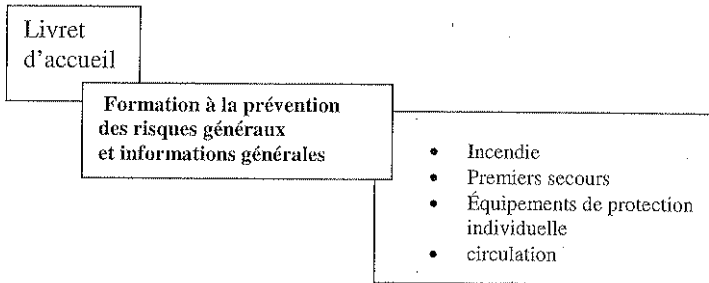 Livret
d'accueil
Formation à la prévention
des risques généraux
et informations générales
• Incendie
• Premiers secours
• Équipements de protection
individuelle
• circulation